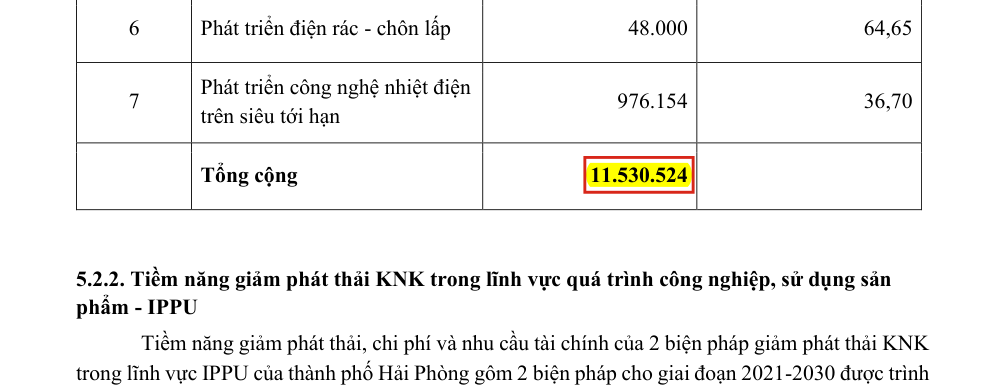 6 Phát triển điện rác - chôn lấp 48.000 64,65
Phát triển công nghệ nhiệt điện
7 976.154 36,70
trên siêu tới hạn
Tổng cộng 11.530.524
5.2.2. Tiềm năng giảm phát thải KNK trong lĩnh vực quá trình công nghiệp, sử dụng sản
phẩm - IPPU
Tiềm năng giảm phát thải, chi phí và nhu cầu tài chính của 2 biện pháp giảm phát thải KNK
trong lĩnh vực IPPU của thành phố Hải Phòng gồm 2 biện pháp cho giai đoạn 2021-2030 được trình